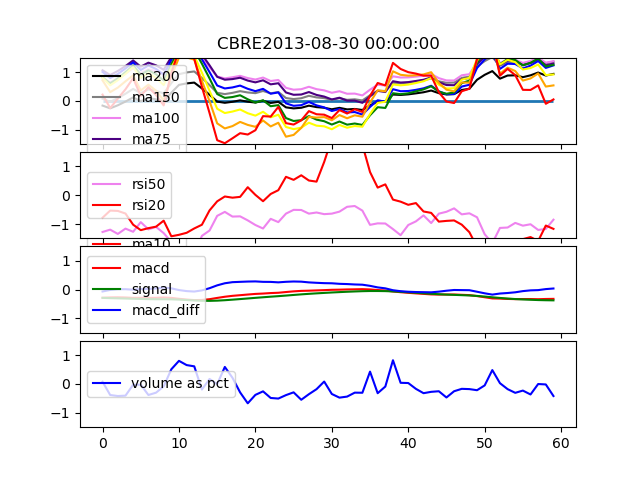 CBRE2013-08-30 00:00:00
1
0
−1
ma200
ma150
ma100
ma75
1
0
−1
rsi50
rsi20
ma10
1
0
−1
macd
signal
macd_diff
1
0
−1
volume as pct
0 10 20 30 40 50 60